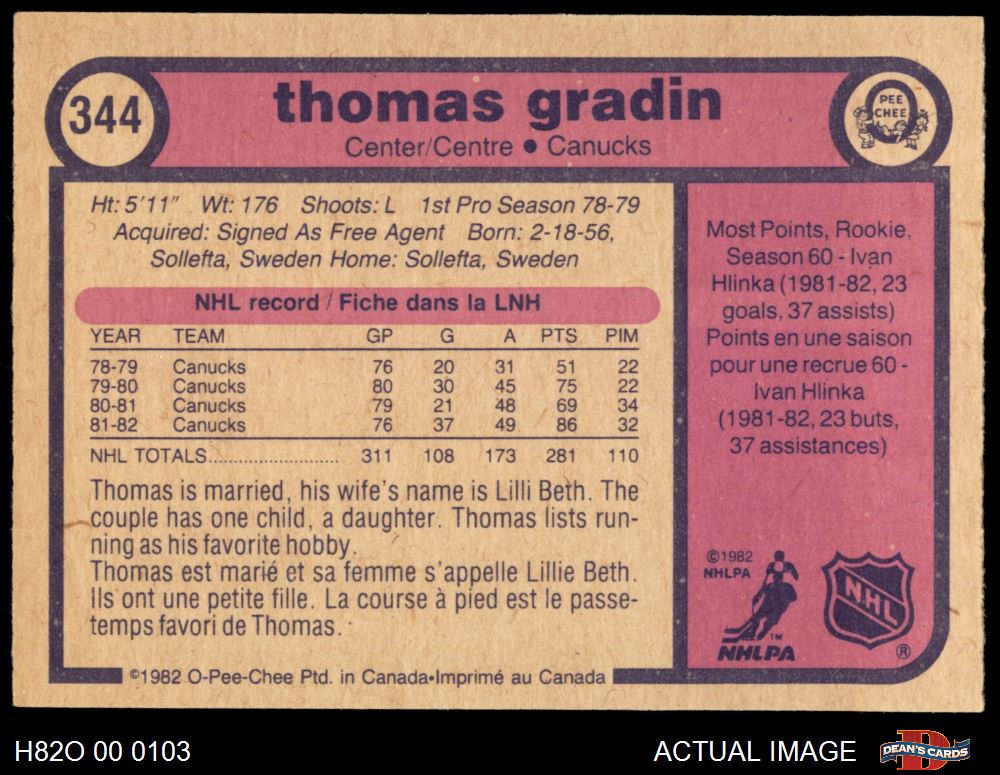 344
thomas gradin
Center/Centre • Canucks
O
PEE
CHEE
Ht: 5'11" Wt: 176 Shoots: L 1st Pro Season 78-79
Acquired: Signed As Free Agent Born: 2-18-56,
Sollefta, Sweden Home: Sollefta, Sweden
NHL record / Fiche dans la LNH
YEAR TEAM GP G A PTS PIM
78-79 Canucks 76 20 31 51 22
79-80 Canucks 80 30 45 75 22
80-81 Canucks 79 21 48 69 34
81-82 Canucks 76 37 49 86 32
NHL TOTALS........................ 311 108 173 281 110
Thomas is married, his wife's name is Lilli Beth. The
couple has one child, a daughter. Thomas lists run-
ning as his favorite hobby.
Thomas est marié et sa femme s'appelle Lillie Beth.
Ils ont une petite fille. La course à pied est le passe-
temps favori de Thomas.
Most Points, Rookie,
Season 60 - Ivan
Hlinka (1981-82, 23
goals, 37 assists)
Points en une saison
pour une recrue 60 -
Ivan Hlinka
(1981-82, 23 buts,
37 assistances)
©1982
NHLPA
TM
NHLPA
NHL
®
©1982 O-Pee-Chee Ptd. in Canada•Imprimé au Canada
H82O 00 0103
ACTUAL IMAGE
D
DEAN'S CARDS